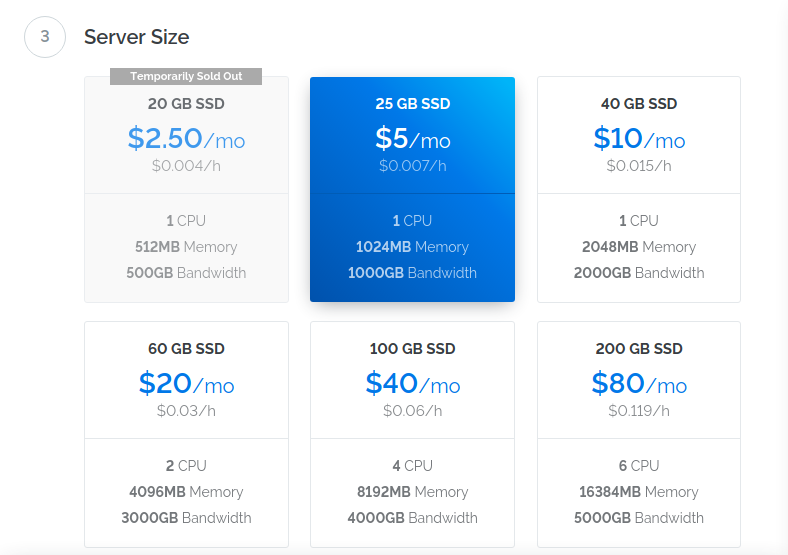 3
Server Size
Temporarily Sold Out
20 GB SSD
$2.50/mo
$0.004/h
1 CPU
512MB Memory
500GB Bandwidth
25 GB SSD
$5/mo
$0.007/h
1 CPU
1024MB Memory
1000GB Bandwidth
40 GB SSD
$10/mo
$0.015/h
1 CPU
2048MB Memory
2000GB Bandwidth
60 GB SSD
$20/mo
$0.03/h
2 CPU
4096MB Memory
3000GB Bandwidth
100 GB SSD
$40/mo
$0.06/h
4 CPU
8192MB Memory
4000GB Bandwidth
200 GB SSD
$80/mo
$0.119/h
6 CPU
16384MB Memory
5000GB Bandwidth